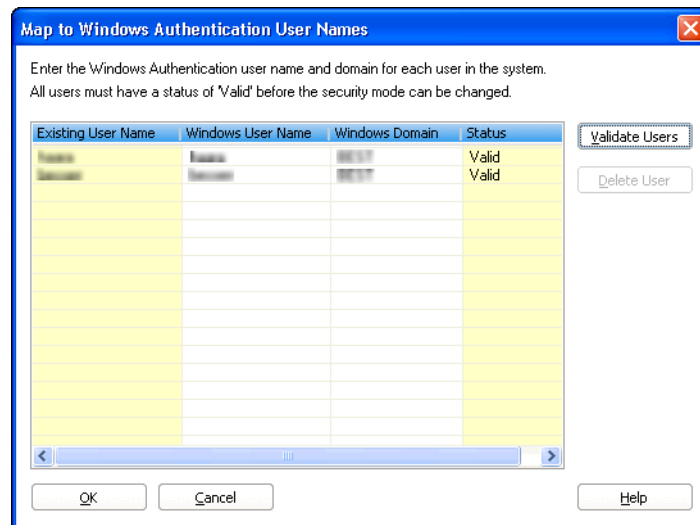 Map to Windows Authentication User Names
Enter the Windows Authentication user name and domain for each user in the system.
All users must have a status of 'Valid' before the security mode can be changed.
Existing User Name Windows User Name Windows Domain Status
Valid
Valid
Validate Users
Delete User
OK Cancel Help